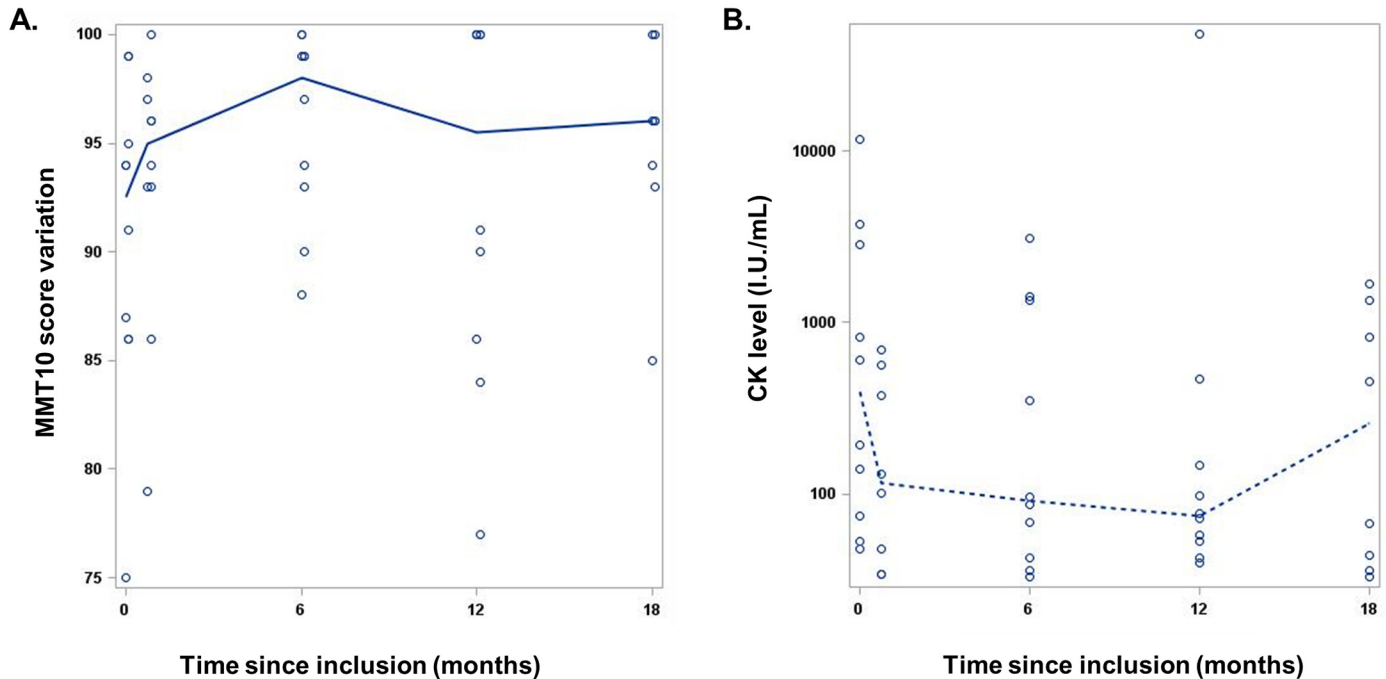 A.
100
95
90
85
80
75
MMT10 score variation
0 6 12 18
Time since inclusion (months)
B.
10000
1000
100
CK level (I.U./mL)
0 6 12 18
Time since inclusion (months)